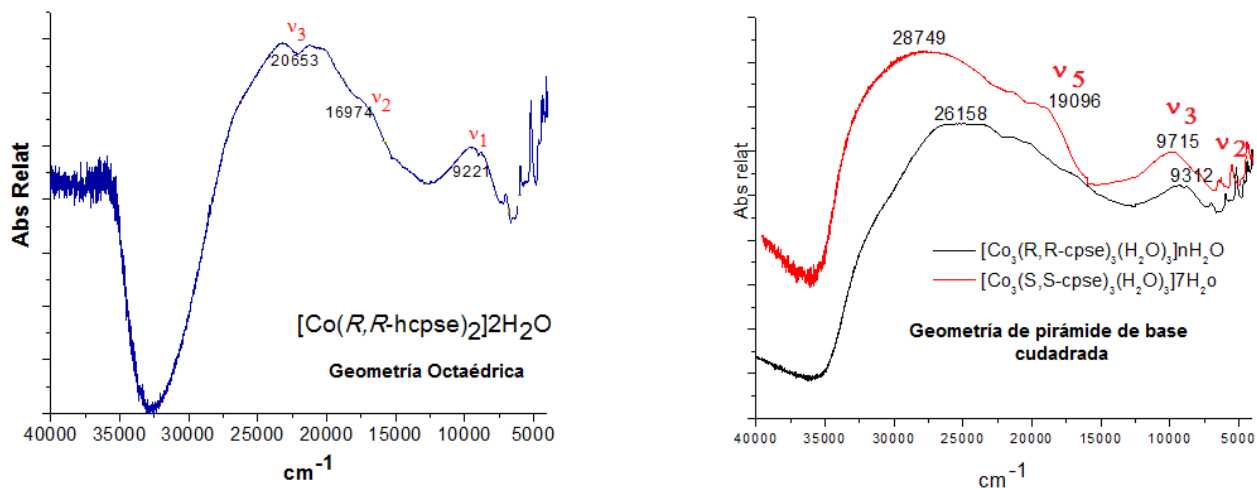 Abs Relat
ν3
20653
16974
ν2
ν1
9221
[Co(R,R-hcpse)2]2H2O
Geometría Octaédrica
40000 35000 30000 25000 20000 15000 10000 5000
cm-1
Abs Relat
28749
26158
ν5
19096
ν3
9715
ν2
9312
[Co3(R,R-cpse)3(H2O)3]nH2O
[Co3(S,S-cpse)3(H2O)3]7H2o
Geometría de pirámide de base
cudadrada
40000 35000 30000 25000 20000 15000 10000 5000
cm-1